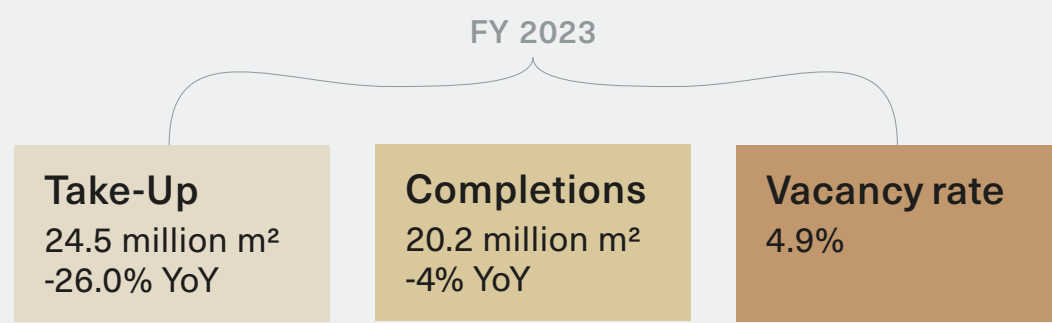 FY 2023
Take-Up
24.5 million m²
-26.0% YoY
Completions
20.2 million m²
-4% YoY
Vacancy rate
4.9%